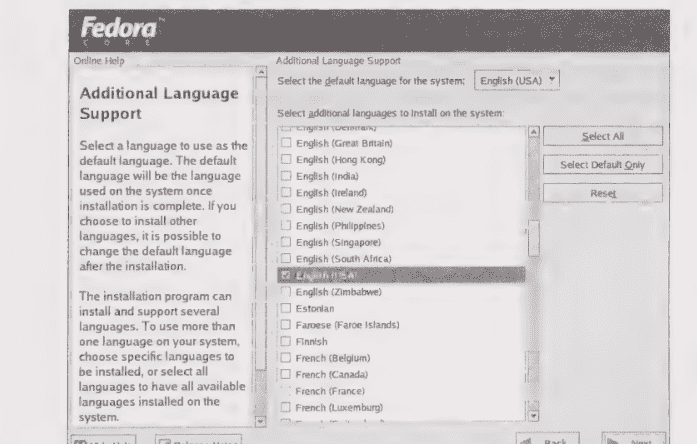 Fedora
CORE
Online Help
Additional Language
Support
Select a language to use as the
default language. The default
language will be the language
used on the system once
installation is complete. If you
choose to install other
languages, it is possible to
change the default language
after the installation.
The installation program can
install and support several
languages. To use more than
one language on your system,
choose specific languages to
be installed, or select all
languages to have all available
languages installed on the
system.
Additional Language Support
Select the default language for the system: English (USA)
Select additional languages to install on the system:
English (Denmark)
English (Great Britain)
English (Hong Kong)
English (India)
English (Ireland)
English (New Zealand)
English (Philippines)
English (Singapore)
English (South Africa)
English (USA)
English (Zimbabwe)
Estonian
Faroese (Faroe Islands)
Finnish
French (Belgium)
French (Canada)
French (France)
French (Luxemburg)
Select All
Select Default Only
Reset
Back
Next